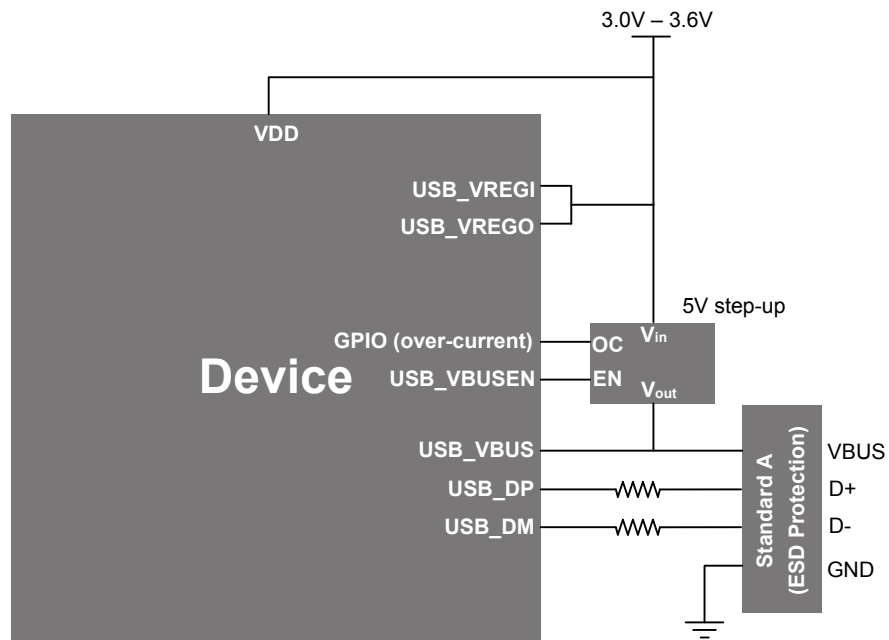 3.0V – 3.6V
VDD
USB_VREGI
USB_VREGO
5V step-up
GPIO (over-current)
OC
Vin
Device
USB_VBUSEN
EN
Vout
USB_VBUS
VBUS
USB_DP
D+
USB_DM
D-
GND
Standard A
(ESD Protection)